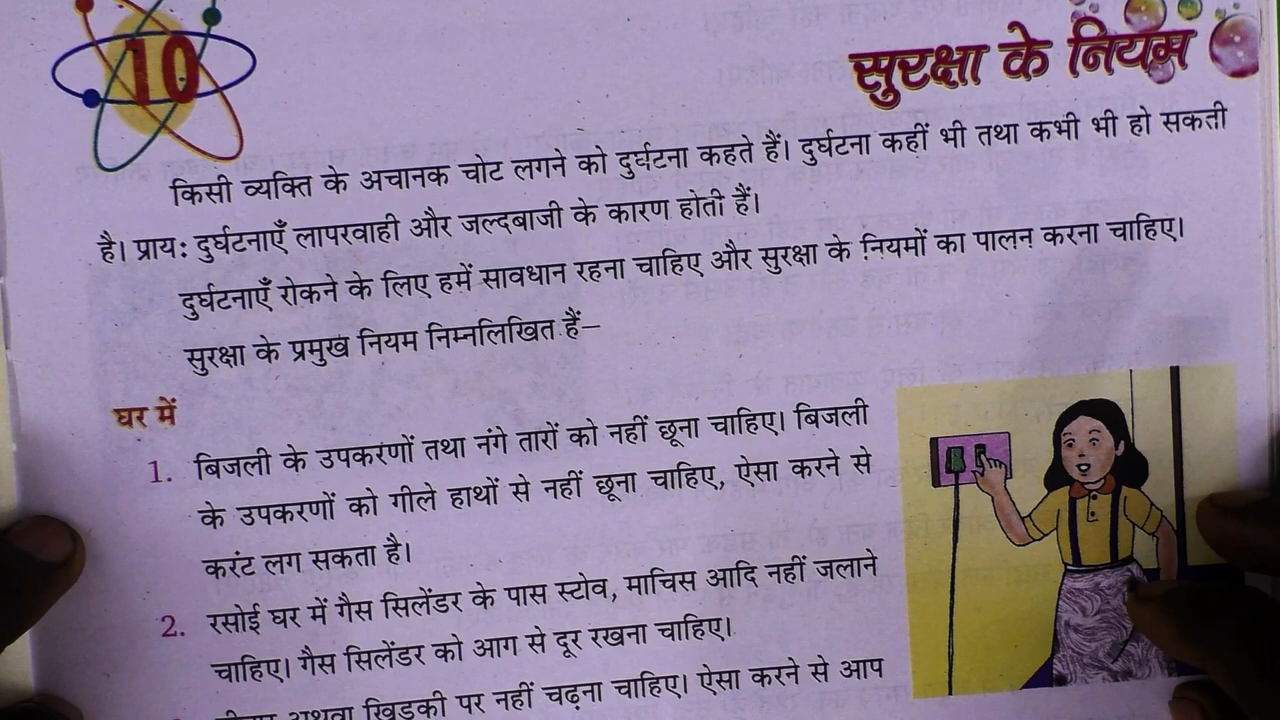 10
सुरक्षा के नियम
किसी व्यक्ति के अचानक चोट लगने को दुर्घटना कहते हैं। दुर्घटना कहीं भी तथा कभी भी हो सकती
है। प्राय: दुर्घटनाएँ लापरवाही और जल्दबाजी के कारण होती हैं।
दुर्घटनाएँ रोकने के लिए हमें सावधान रहना चाहिए और सुरक्षा के नियमों का पालन करना चाहिए।
सुरक्षा के प्रमुख नियम निम्नलिखित हैं–
घर में
1. बिजली के उपकरणों तथा नंगे तारों को नहीं छूना चाहिए। बिजली
के उपकरणों को गीले हाथों से नहीं छूना चाहिए, ऐसा करने से
करंट लग सकता है।
2. रसोई घर में गैस सिलेंडर के पास स्टोव, माचिस आदि नहीं जलाने
चाहिए। गैस सिलेंडर को आग से दूर रखना चाहिए।
अथवा खिड़की पर नहीं चढ़ना चाहिए। ऐसा करने से आप